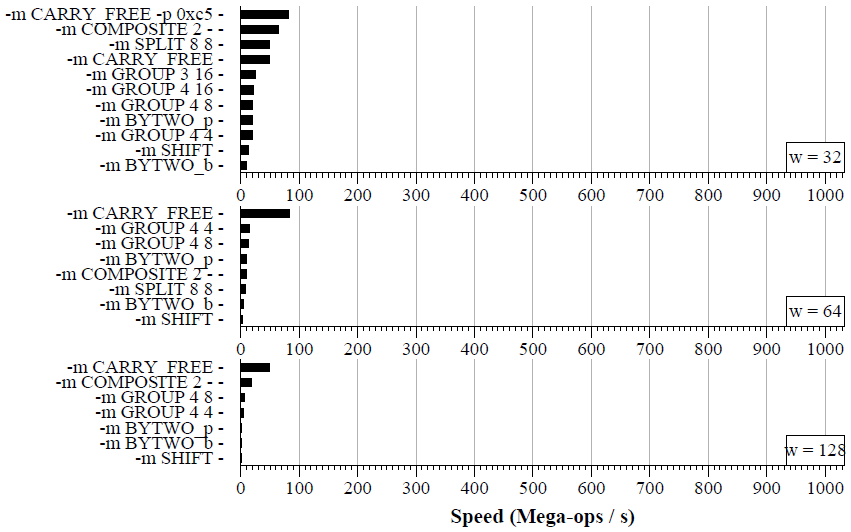 -m CARRY_FREE -p 0xc5 -
-m COMPOSITE 2 - -
-m SPLIT 8 8 -
-m CARRY_FREE -
-m GROUP 3 16 -
-m GROUP 4 16 -
-m GROUP 4 8 -
-m BYTWO_p -
-m GROUP 4 4 -
-m SHIFT -
-m BYTWO_b -
w = 32
0 100 200 300 400 500 600 700 800 900 1000
-m CARRY_FREE -
-m GROUP 4 4 -
-m GROUP 4 8 -
-m BYTWO_p -
-m COMPOSITE 2 - -
-m SPLIT 8 8 -
-m BYTWO_b -
-m SHIFT -
w = 64
0 100 200 300 400 500 600 700 800 900 1000
-m CARRY_FREE -
-m COMPOSITE 2 - -
-m GROUP 4 8 -
-m GROUP 4 4 -
-m BYTWO_p -
-m BYTWO_b -
-m SHIFT -
w = 128
0 100 200 300 400 500 600 700 800 900 1000
Speed (Mega-ops / s)